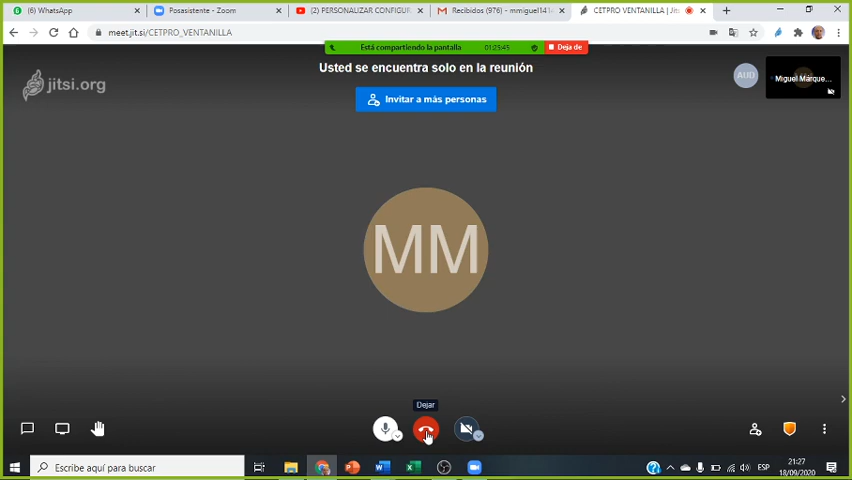 (6) WhatsApp
Posasistente - Zoom
(2) PERSONALIZAR CONFIGUR
Recibidos (976) - mmiguel141
CETPRO VENTANILLA | Jits
meet.jit.si/CETPRO_VENTANILLA
Está compartiendo la pantalla
01:25:45
Deja de
Usted se encuentra solo en la reunión
jitsi.org
Invitar a más personas
AUD
Miguel Marque...
MM
Dejar
Escribe aquí para buscar
ESP
21:27
18/09/2020